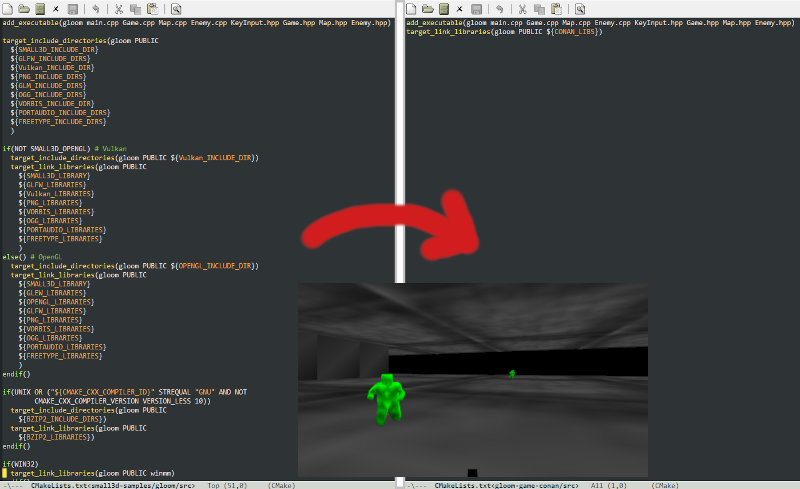 add_executable(gloom main.cpp Game.cpp Map.cpp Enemy.cpp KeyInput.hpp Game.hpp Map.hpp Enemy.hpp)
target_include_directories(gloom PUBLIC
${SMALL3D_INCLUDE_DIR}
${GLFW_INCLUDE_DIRS}
${Vulkan_INCLUDE_DIR}
${PNG_INCLUDE_DIRS}
${GLM_INCLUDE_DIRS}
${OGG_INCLUDE_DIRS}
${VORBIS_INCLUDE_DIR}
${PORTAUDIO_INCLUDE_DIRS}
${FREETYPE_INCLUDE_DIRS}
)
if(NOT SMALL3D_OPENGL) # Vulkan
target_include_directories(gloom PUBLIC ${Vulkan_INCLUDE_DIR})
target_link_libraries(gloom PUBLIC
${SMALL3D_LIBRARY}
${GLFW_LIBRARIES}
${Vulkan_LIBRARIES}
${PNG_LIBRARIES}
${VORBIS_LIBRARIES}
${OGG_LIBRARIES}
${PORTAUDIO_LIBRARIES}
${FREETYPE_LIBRARIES}
)
else() # OpenGL
target_include_directories(gloom PUBLIC ${OPENGL_INCLUDE_DIR})
target_link_libraries(gloom PUBLIC
${SMALL3D_LIBRARY}
${GLEW_LIBRARIES}
${OPENGL_LIBRARIES}
${GLFW_LIBRARIES}
${PNG_LIBRARIES}
${VORBIS_LIBRARIES}
${OGG_LIBRARIES}
${PORTAUDIO_LIBRARIES}
${FREETYPE_LIBRARIES}
)
endif()
if(UNIX OR ("${CMAKE_CXX_COMPILER_ID}" STREQUAL "GNU" AND NOT
CMAKE_CXX_COMPILER_VERSION VERSION_LESS 10))
target_include_directories(gloom PUBLIC
${BZIP2_INCLUDE_DIRS})
target_link_libraries(gloom PUBLIC
${BZIP2_LIBRARIES})
endif()
if(WIN32)
target_link_libraries(gloom PUBLIC winmm)
-\--- CMakeLists.txt<small3d-samples/gloom/src> Top (51,0) (CMake)
add_executable(gloom main.cpp Game.cpp Map.cpp Enemy.cpp KeyInput.hpp Game.hpp Map.hpp Enemy.hpp)
target_link_libraries(gloom PUBLIC ${CONAN_LIBS})
-\--- CMakeLists.txt<gloom-game-conan/src> All (1,0) (CMake)